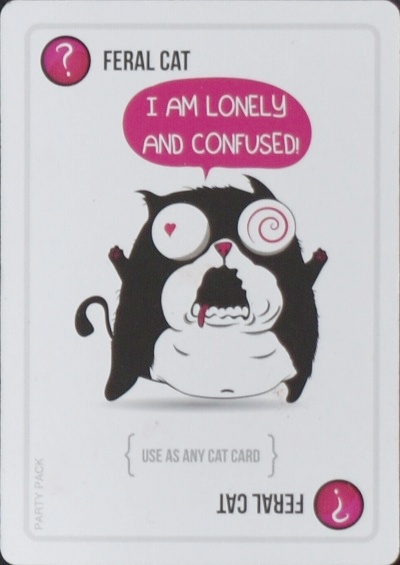 ?
FERAL CAT
I AM LONELY
AND CONFUSED!
{ USE AS ANY CAT CARD }
PARTY PACK
FERAL CAT
?